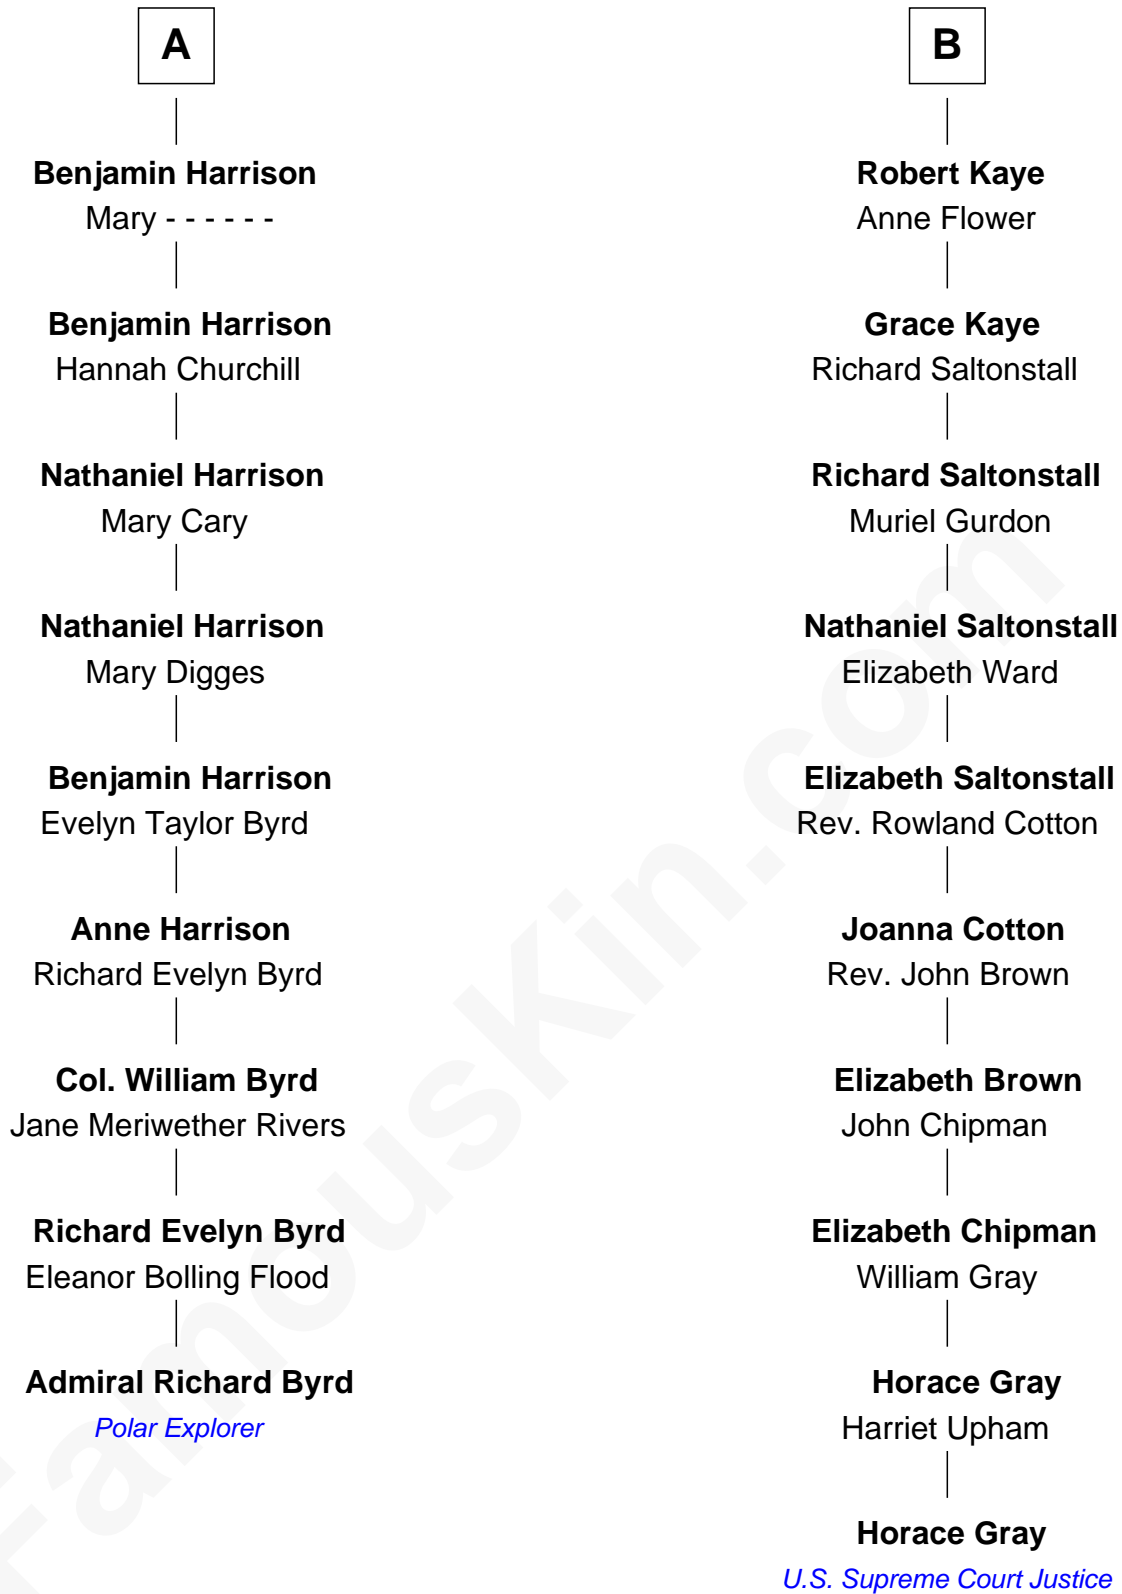 A
Benjamin Harrison
Mary - - - - - -
Benjamin Harrison
Hannah Churchill
Nathaniel Harrison
Mary Cary
Nathaniel Harrison
Mary Digges
Benjamin Harrison
Evelyn Taylor Byrd
Anne Harrison
Richard Evelyn Byrd
Col. William Byrd
Jane Meriwether Rivers
Richard Evelyn Byrd
Eleanor Bolling Flood
Admiral Richard Byrd
Polar Explorer
B
Robert Kaye
Anne Flower
Grace Kaye
Richard Saltonstall
Richard Saltonstall
Muriel Gurdon
Nathaniel Saltonstall
Elizabeth Ward
Elizabeth Saltonstall
Rev. Rowland Cotton
Joanna Cotton
Rev. John Brown
Elizabeth Brown
John Chipman
Elizabeth Chipman
William Gray
Horace Gray
Harriet Upham
Horace Gray
U.S. Supreme Court Justice
FamousKin.com